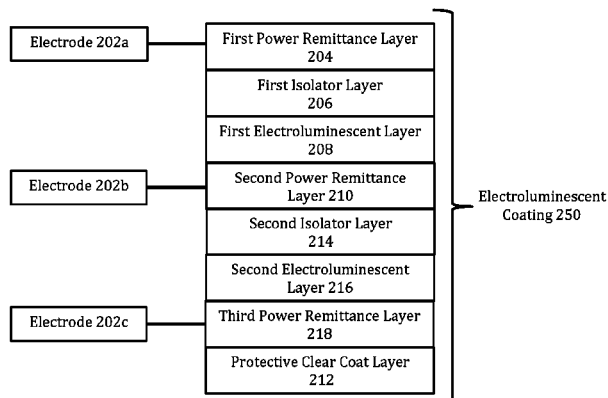 Electrode 202a
First Power Remittance Layer
204
First Isolator Layer
206
First Electroluminescent Layer
208
Electrode 202b
Second Power Remittance
Layer 210
Electroluminescent
Coating 250
Second Isolator Layer
214
Second Electroluminescent
Layer 216
Electrode 202c
Third Power Remittance Layer
218
Protective Clear Coat Layer
212